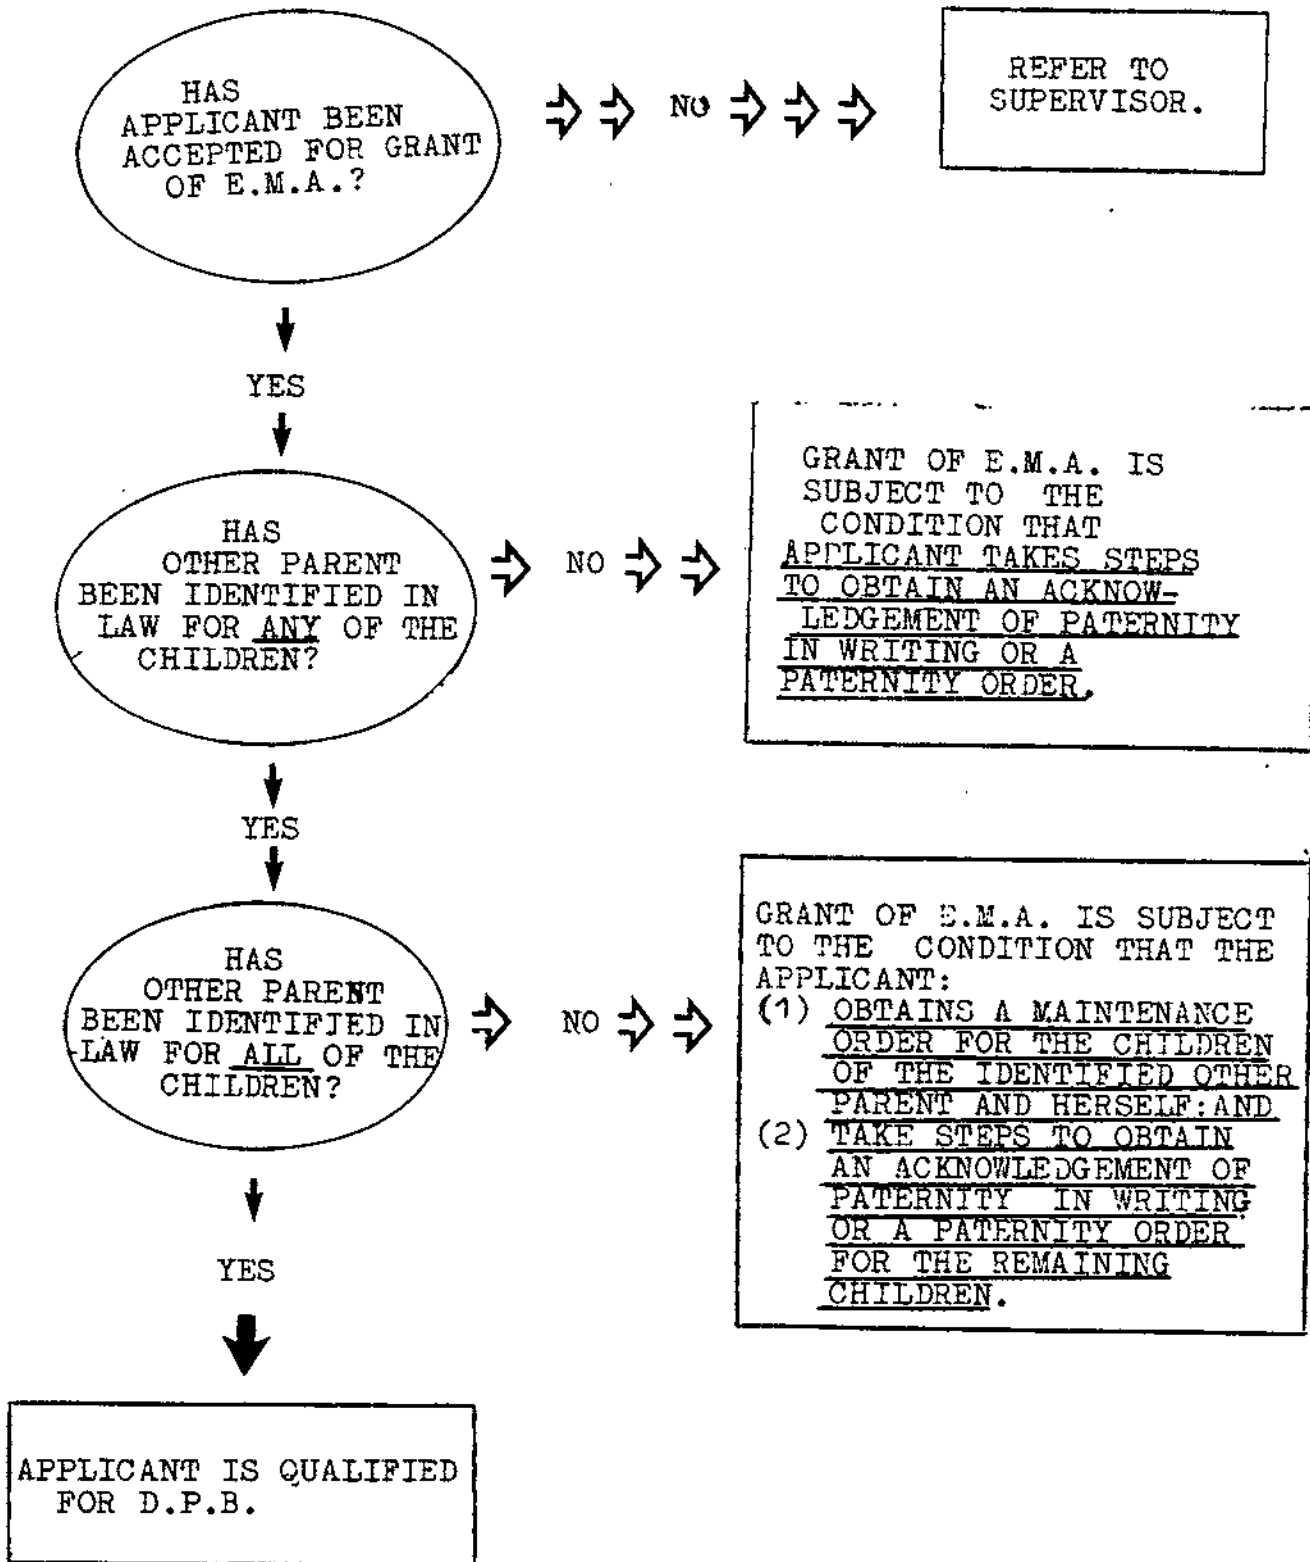 HAS
APPLICANT BEEN
ACCEPTED FOR GRANT
OF E.M.A.?
NO
REFER TO
SUPERVISOR.
YES
HAS
OTHER PARENT
BEEN IDENTIFIED IN
LAW FOR ANY OF THE
CHILDREN?
NO
GRANT OF E.M.A. IS
SUBJECT TO THE
CONDITION THAT
APPLICANT TAKES STEPS
TO OBTAIN AN ACKNOW-
LEDGEMENT OF PATERNITY
IN WRITING OR A
PATERNITY ORDER.
YES
HAS
OTHER PARENT
BEEN IDENTIFIED IN
LAW FOR ALL OF THE
CHILDREN?
NO
GRANT OF E.M.A. IS SUBJECT
TO THE CONDITION THAT THE
APPLICANT:
(1) OBTAINS A MAINTENANCE
ORDER FOR THE CHILDREN
OF THE IDENTIFIED OTHER
PARENT AND HERSELF:AND
(2) TAKE STEPS TO OBTAIN
AN ACKNOWLEDGEMENT OF
PATERNITY IN WRITING
OR A PATERNITY ORDER
FOR THE REMAINING
CHILDREN.
YES
APPLICANT IS QUALIFIED
FOR D.P.B.